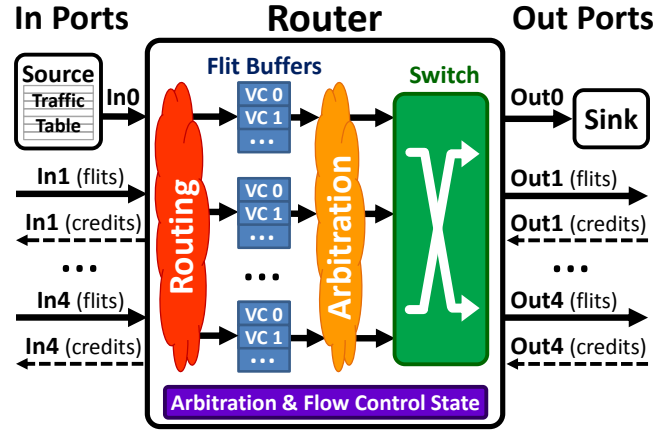 In Ports
Router
Out Ports
Source
Traffic
Table
In0
Flit Buffers
Switch
Out0
Sink
VC 0
VC 1
...
In1 (flits)
In1 (credits)
...
In4 (flits)
In4 (credits)
Routing
VC 0
VC 1
...
...
VC 0
VC 1
...
Arbitration
Out1 (flits)
Out1 (credits)
...
Out4 (flits)
Out4 (credits)
Arbitration & Flow Control State